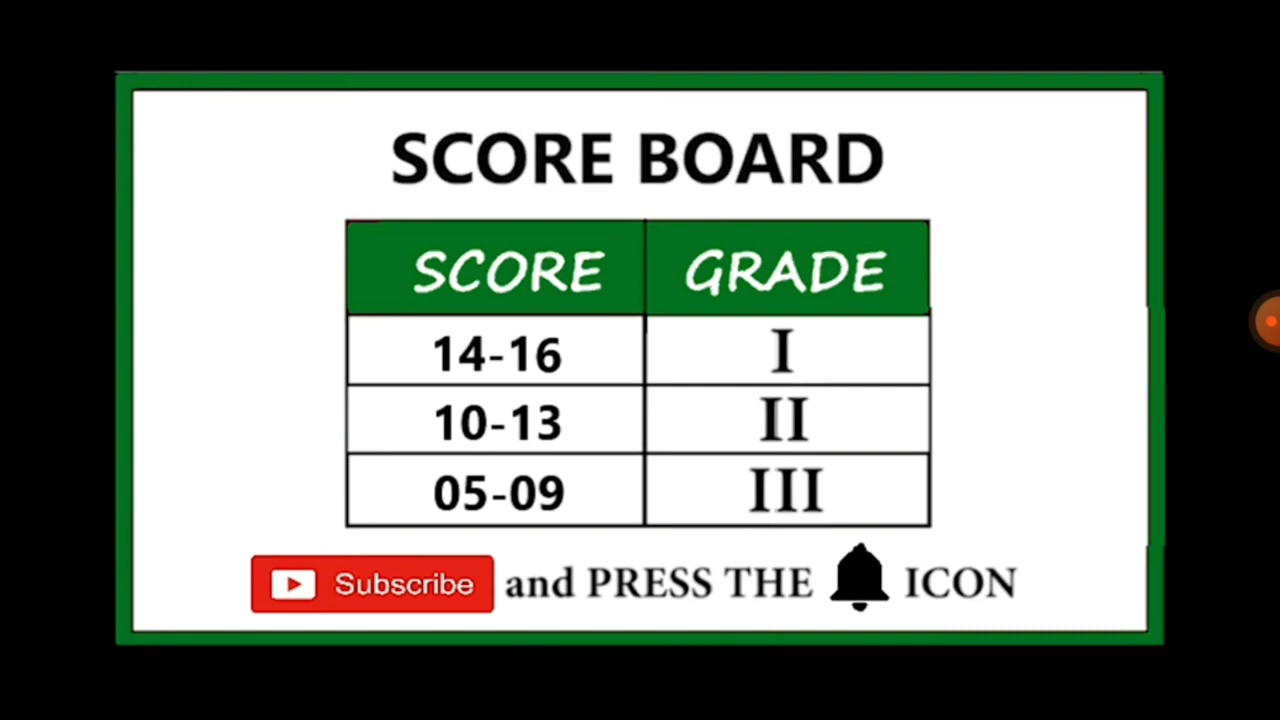 SCORE BOARD
SCORE GRADE
14-16 I
10-13 II
05-09 III
Subscribe and PRESS THE ICON